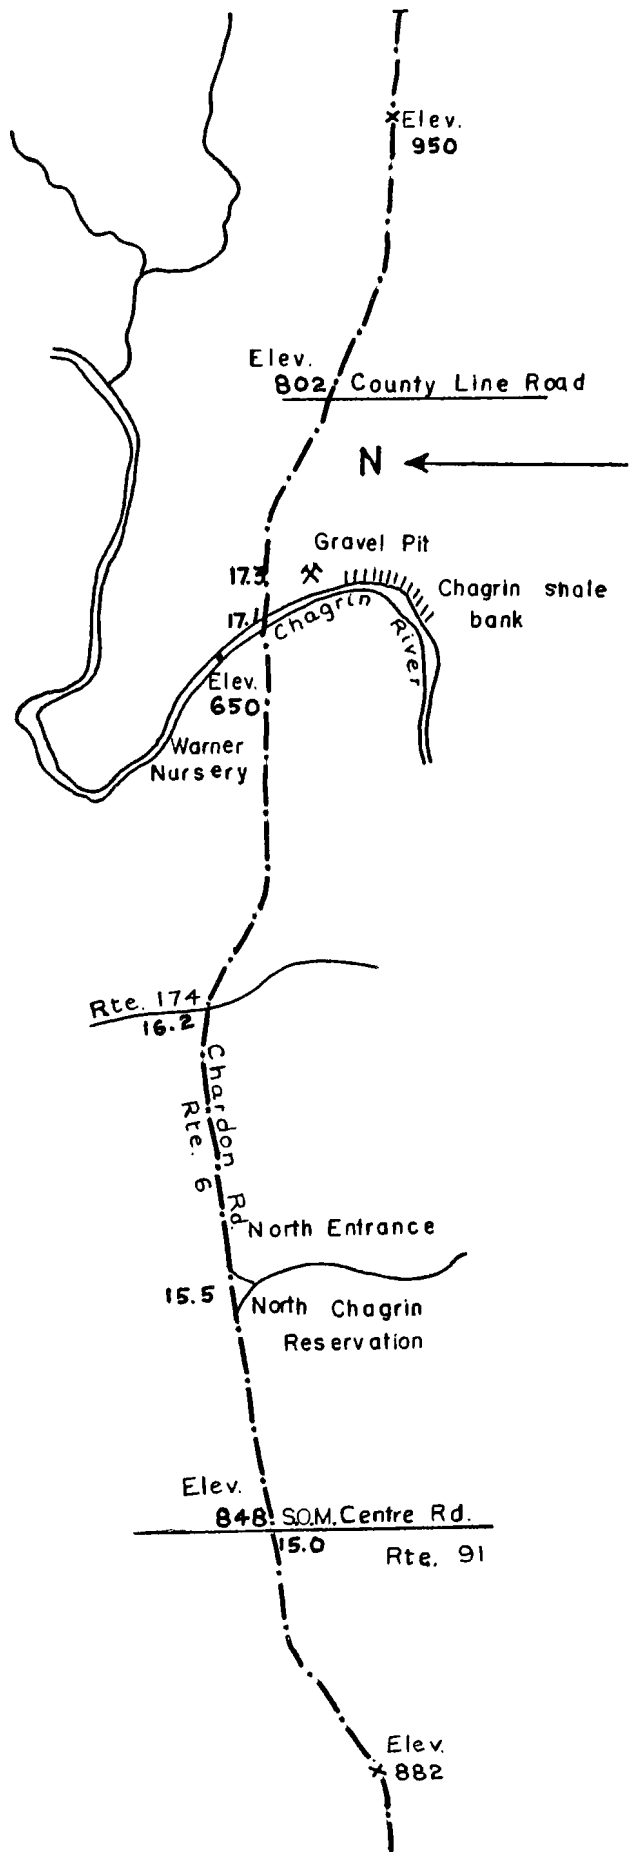 Elev.
950
Elev.
802
County Line Road
N
Gravel Pit
17.3
Chagrin shale
bank
17.1
Chagrin
River
Elev.
650
Warner
Nursery
Rte. 174
16.2
Chardon Rd.
Rte. 6
North Entrance
15.5
North Chagrin
Reservation
Elev.
848
S.O.M. Centre Rd.
15.0
Rte. 91
Elev.
882